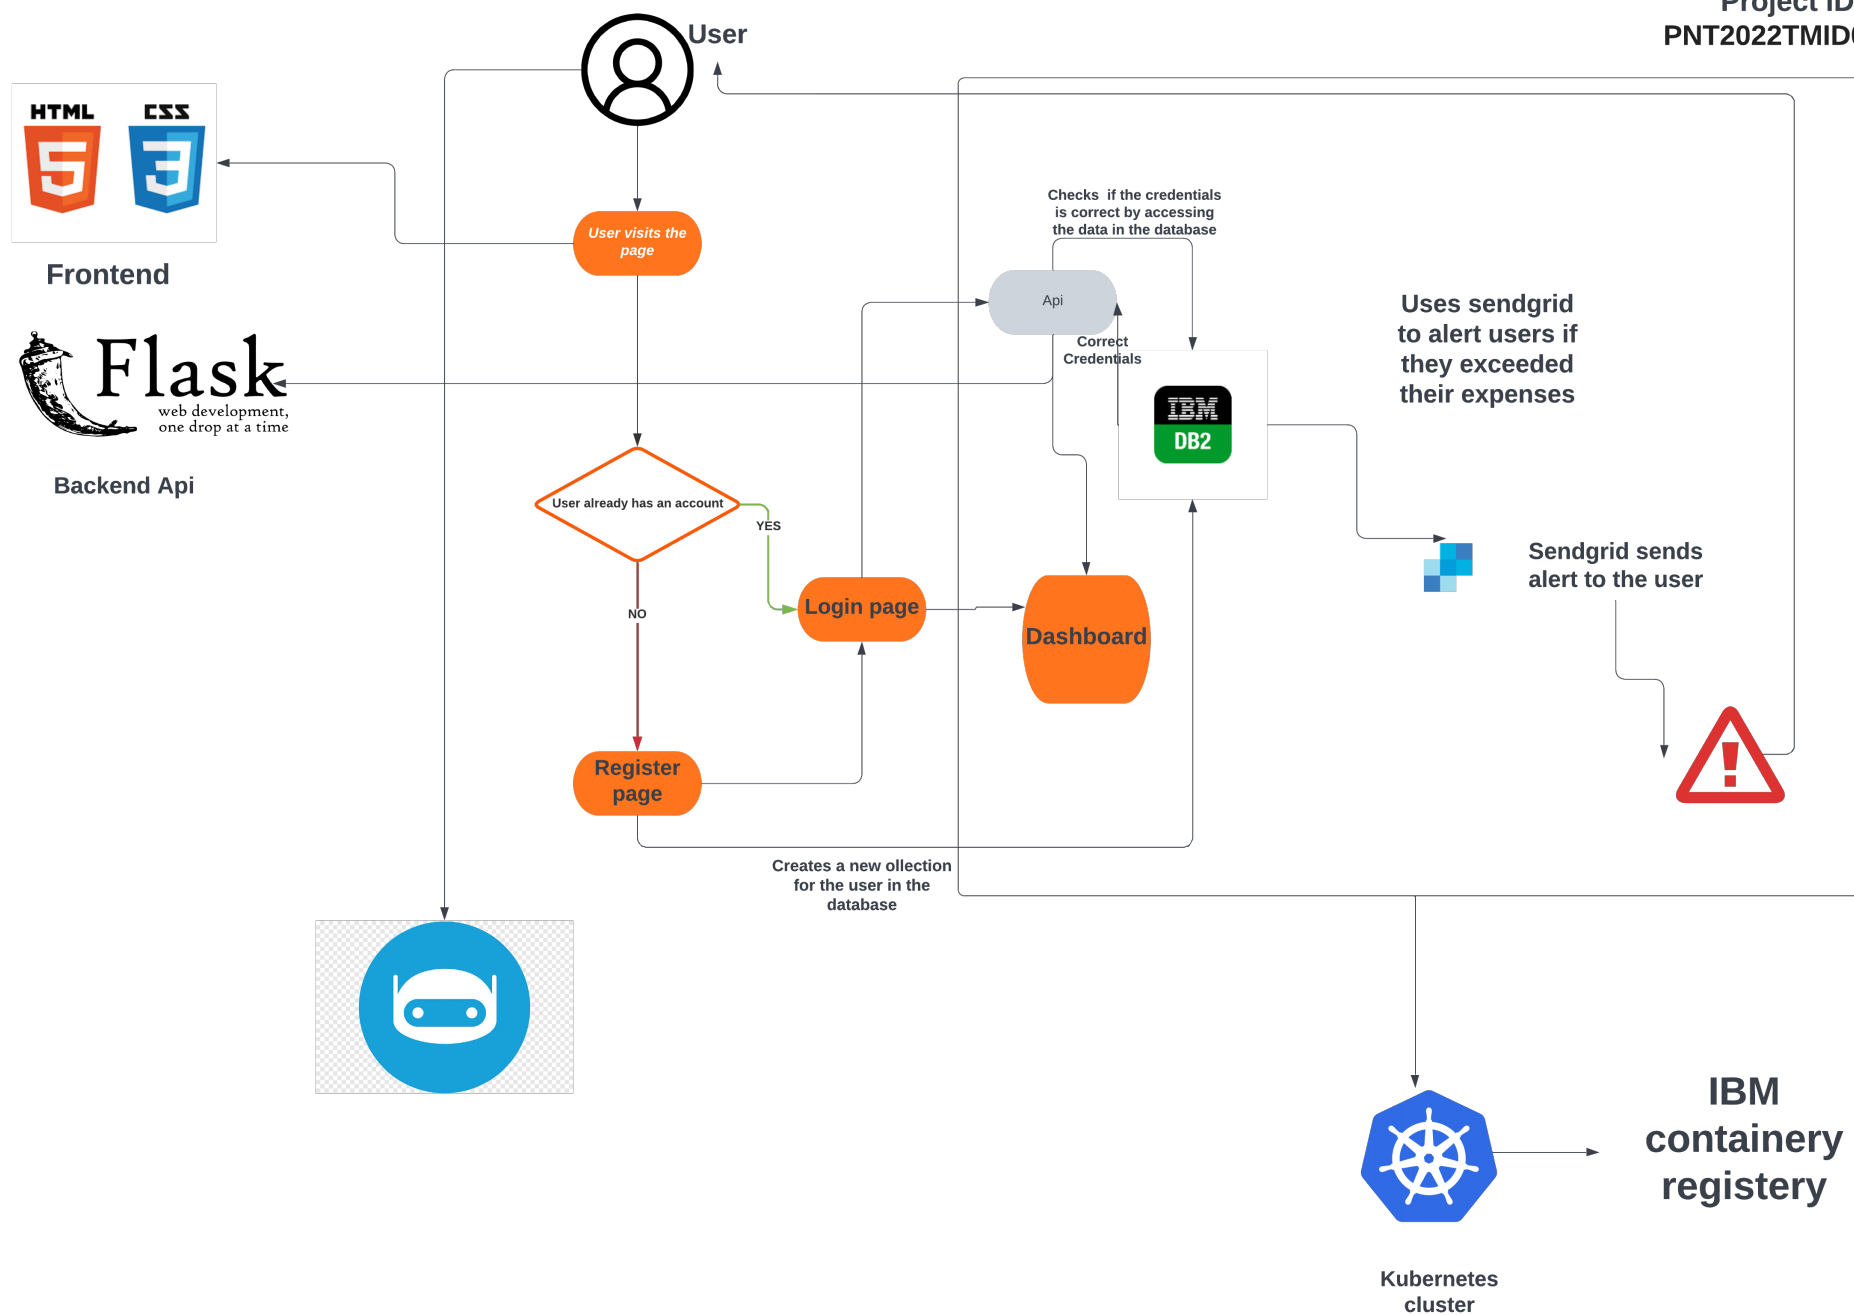 Project ID
PNT2022TMID
User
HTML
CSS
Frontend
User visits the
page
Checks if the credentials
is correct by accessing
the data in the database
Api
Correct
Credentials
Uses sendgrid
to alert users if
they exceeded
their expenses
Flask
web development,
one drop at a time
Backend Api
IBM
DB2
User already has an account
YES
NO
Login page
Dashboard
Sendgrid sends
alert to the user
Register
page
Creates a new ollection
for the user in the
database
IBM
containery
registery
Kubernetes
cluster